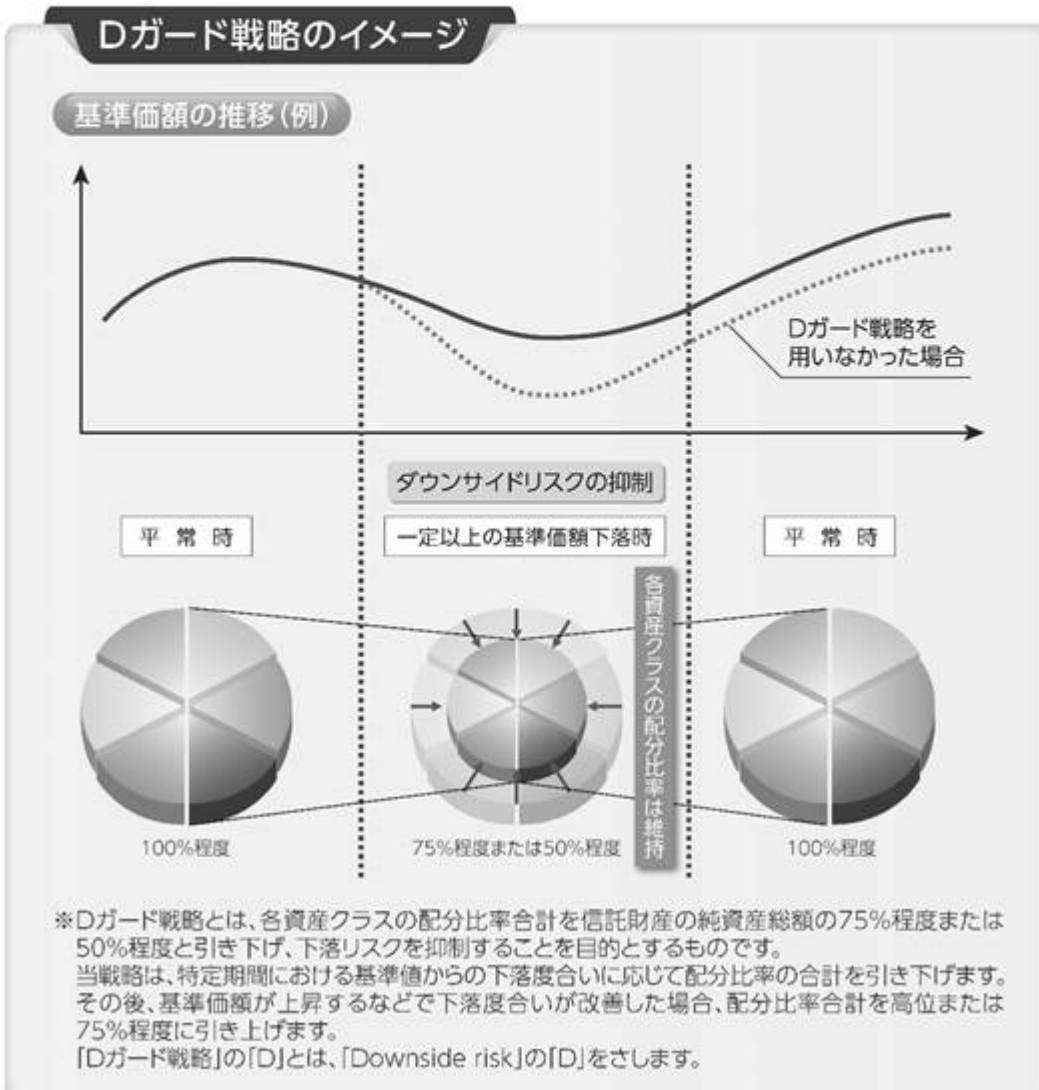 Dガード戦略のイメージ
基準価額の推移(例)
Dガード戦略を
用いなかった場合
ダウンサイドリスクの抑制
平常時
一定以上の基準価額下落時
平常時
各資産クラスの配分比率は維持
100%程度
75%程度または50%程度
100%程度
※Dガード戦略とは、各資産クラスの配分比率合計を信託財産の純資産総額の75%程度または
50%程度と引き下げ、下落リスクを抑制することを目的とするものです。
当戦略は、特定期間における基準値からの下落度合いに応じて配分比率の合計を引き下げます。
その後、基準価額が上昇するなどで下落度合いが改善した場合、配分比率合計を高位または
75%程度に引き上げます。
「Dガード戦略」の「D」とは、「Downside risk」の「D」をさします。